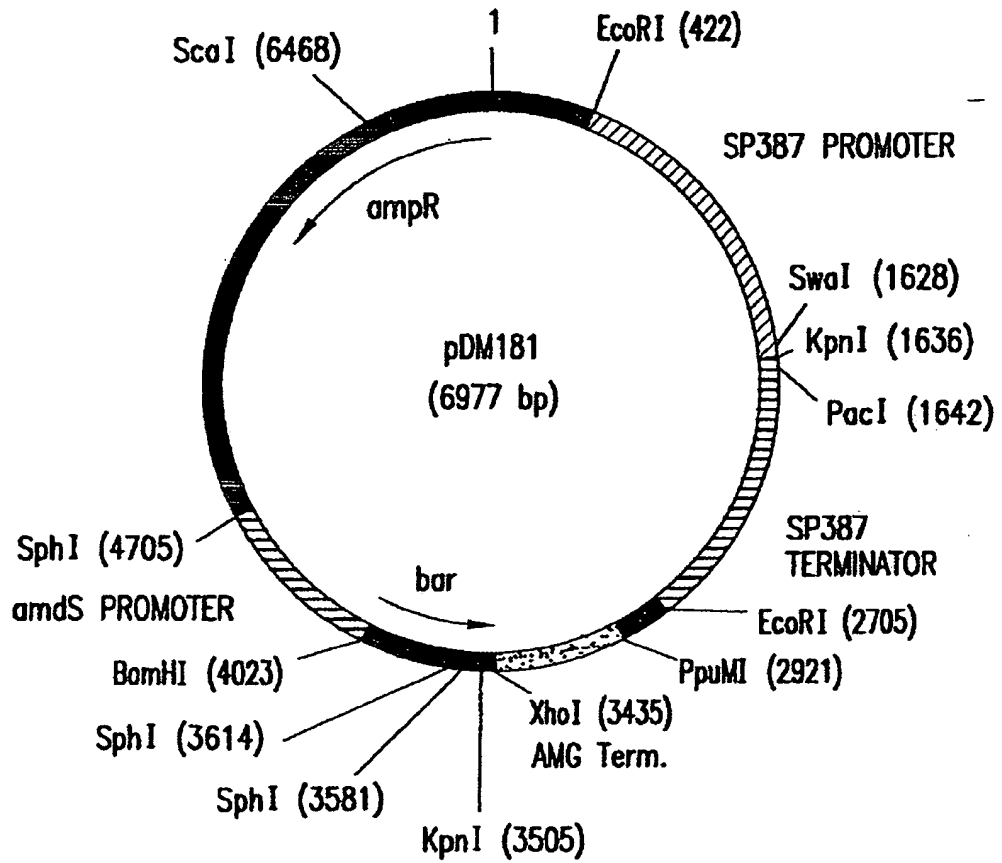 1
EcoRI (422)
ScaI (6468)
SP387 PROMOTER
ampR
SwaI (1628)
KpnI (1636)
pDM181
(6977 bp)
PacI (1642)
SP387
TERMINATOR
SphI (4705)
bar
amdS PROMOTER
EcoRI (2705)
BamHI (4023)
PpuMI (2921)
XhoI (3435)
SphI (3614)
AMG Term.
SphI (3581)
KpnI (3505)